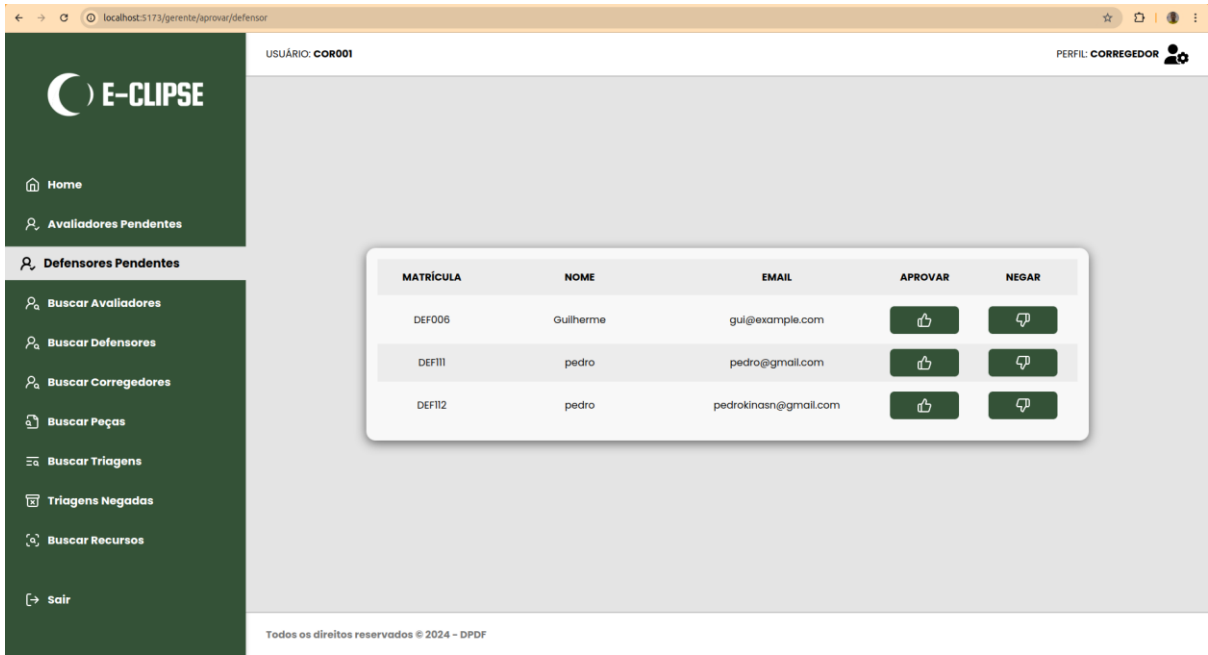 localhost:5173/gerente/aprovar/defensor
USUÁRIO: COR001
PERFIL: CORREGEDOR
E-CLIPSE
Home
Avaliadores Pendentes
Defensores Pendentes
Buscar Avaliadores
Buscar Defensores
Buscar Corregedores
Buscar Peças
Buscar Triagens
Triagens Negadas
Buscar Recursos
Sair
MATRÍCULA NOME EMAIL APROVAR NEGAR
DEF006 Guilherme gui@example.com
DEF111 pedro pedro@gmail.com
DEF112 pedro pedrokinasn@gmail.com
Todos os direitos reservados © 2024 - DPDF